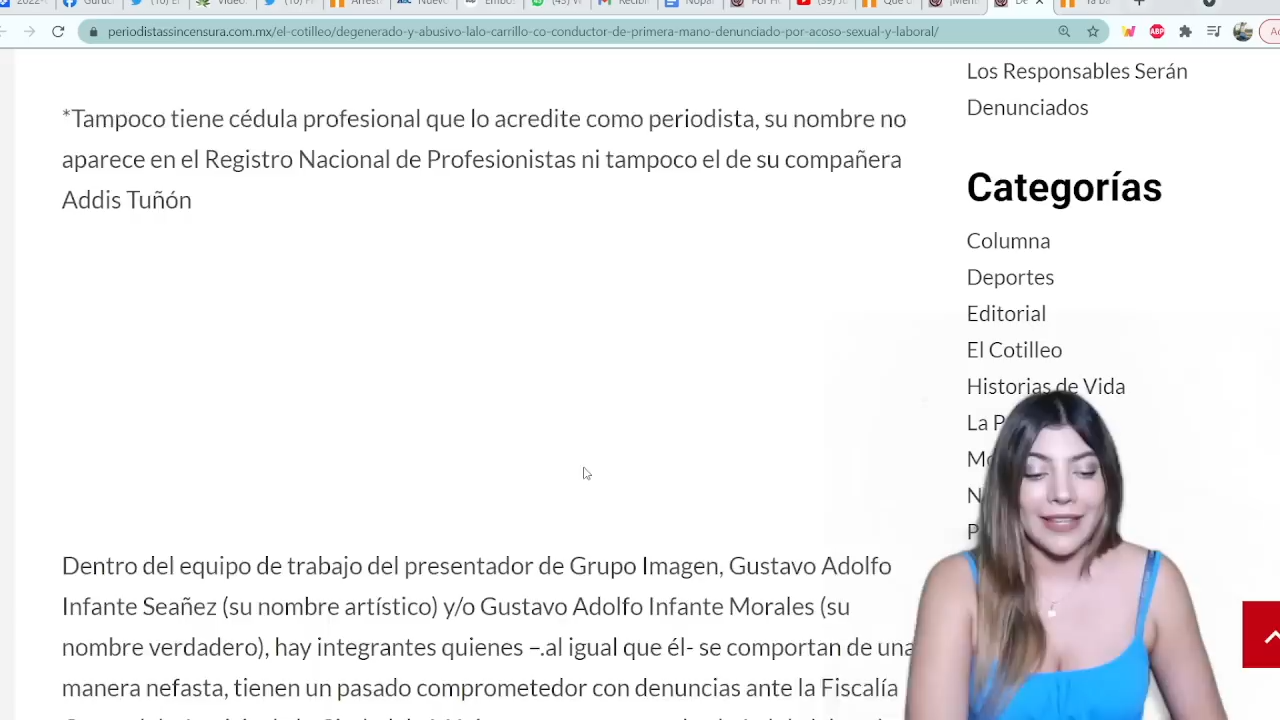 periodistassincensura.com.mx/el-cotilleo/degenerado-y-abusivo-lalo-carrillo-co-conductor-de-primera-mano-denunciado-por-acoso-sexual-y-laboral/
Los Responsables Serán
Denunciados
*Tampoco tiene cédula profesional que lo acredite como periodista, su nombre no
aparece en el Registro Nacional de Profesionistas ni tampoco el de su compañera
Addis Tuñón
Categorías
Columna
Deportes
Editorial
El Cotilleo
Historias de Vida
Dentro del equipo de trabajo del presentador de Grupo Imagen, Gustavo Adolfo
Infante Seañez (su nombre artístico) y/o Gustavo Adolfo Infante Morales (su
nombre verdadero), hay integrantes quienes –.al igual que él- se comportan de una
manera nefasta, tienen un pasado comprometedor con denuncias ante la Fiscalía